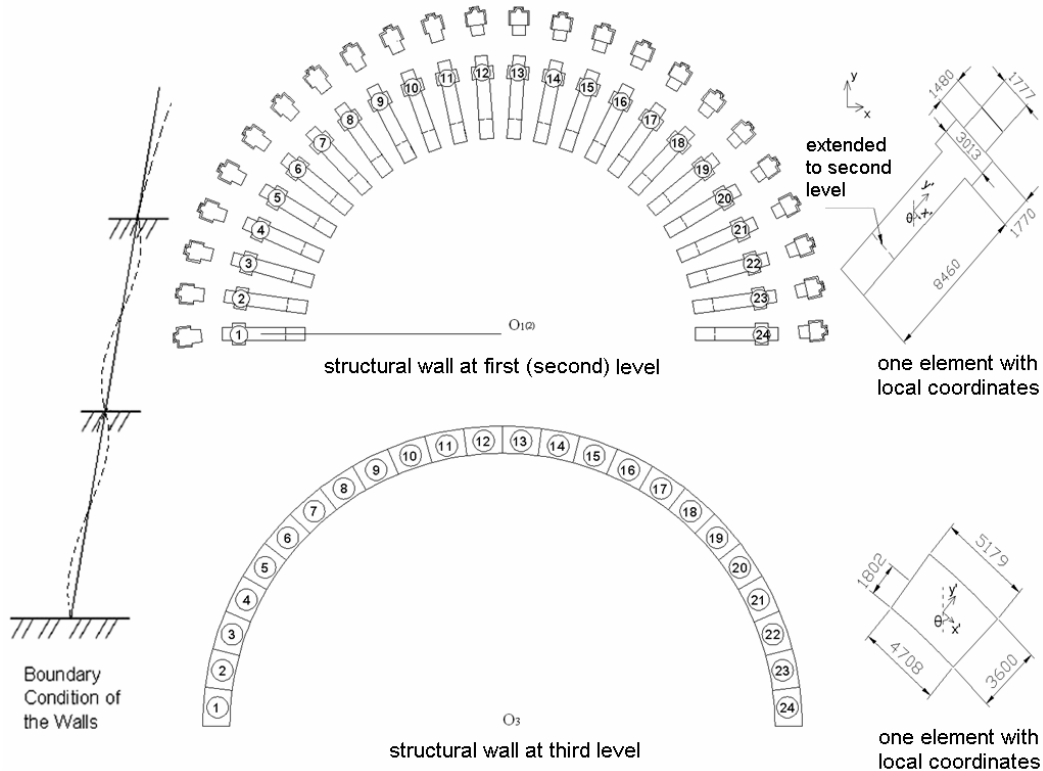 1
2
3
4
5
6
7
8
9
10
11
12
13
14
15
16
17
18
19
20
21
22
23
24
O1(2)
structural wall at first (second) level
y
x
extended
to second
level
1480
1777
3013
y'
θ
x'
1770
8460
one element with
local coordinates
Boundary
Condition of
the Walls
1
2
3
4
5
6
7
8
9
10
11
12
13
14
15
16
17
18
19
20
21
22
23
24
O3
structural wall at third level
1802
5179
y'
θ
x'
4708
3600
one element with
local coordinates